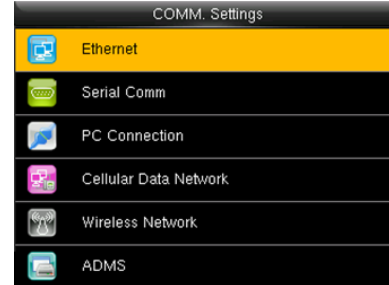 COMM. Settings
Ethernet
Serial Comm
PC Connection
Cellular Data Network
Wireless Network
ADMS